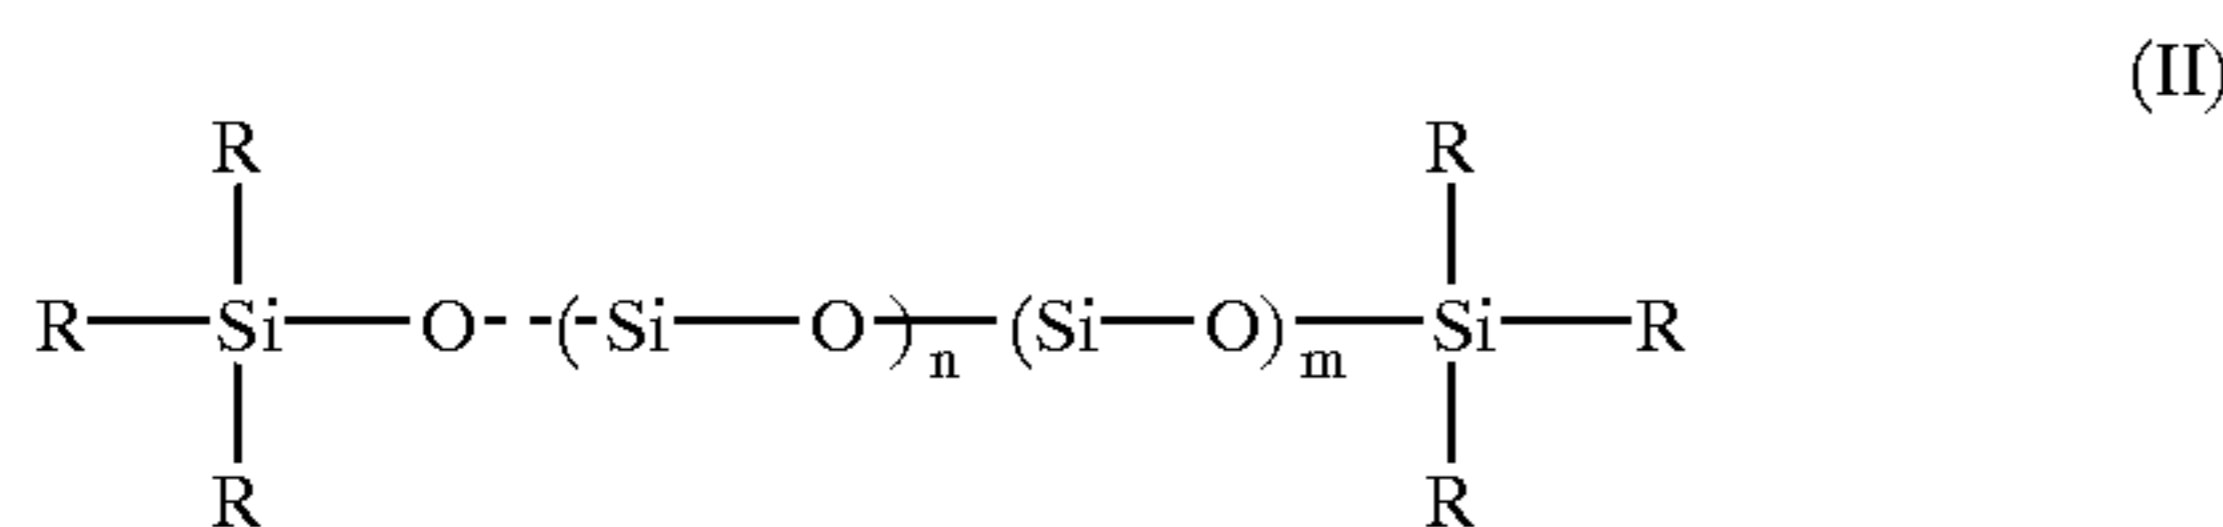 (II)
R R
R—Si—O--(Si—O)n—(Si—O)m—Si—R
R R